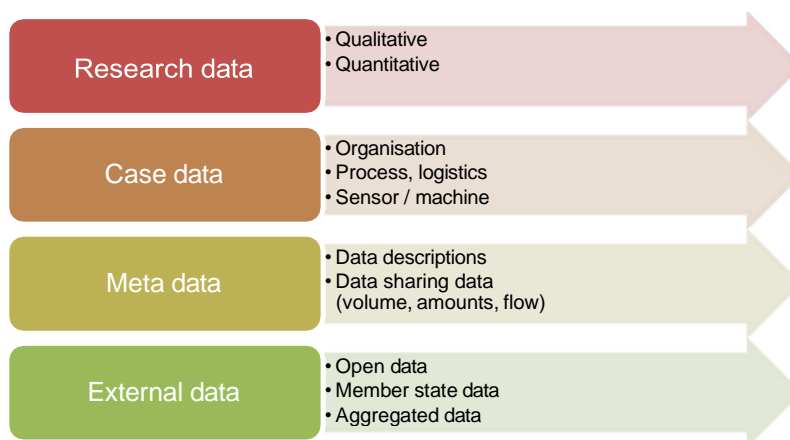 Research data
• Qualitative
• Quantitative
Case data
• Organisation
• Process, logistics
• Sensor / machine
Meta data
• Data descriptions
• Data sharing data
(volume, amounts, flow)
External data
• Open data
• Member state data
• Aggregated data